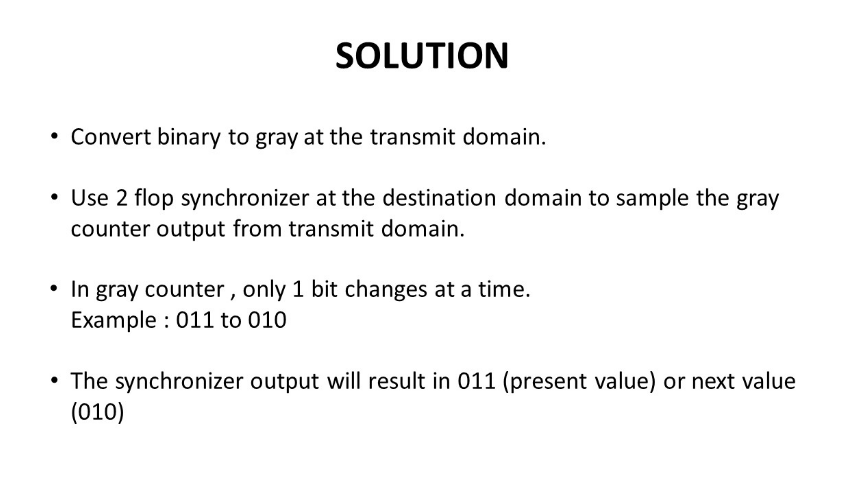 SOLUTION
• Convert binary to gray at the transmit domain.
• Use 2 flop synchronizer at the destination domain to sample the gray
counter output from transmit domain.
• In gray counter , only 1 bit changes at a time.
Example : 011 to 010
• The synchronizer output will result in 011 (present value) or next value
(010)